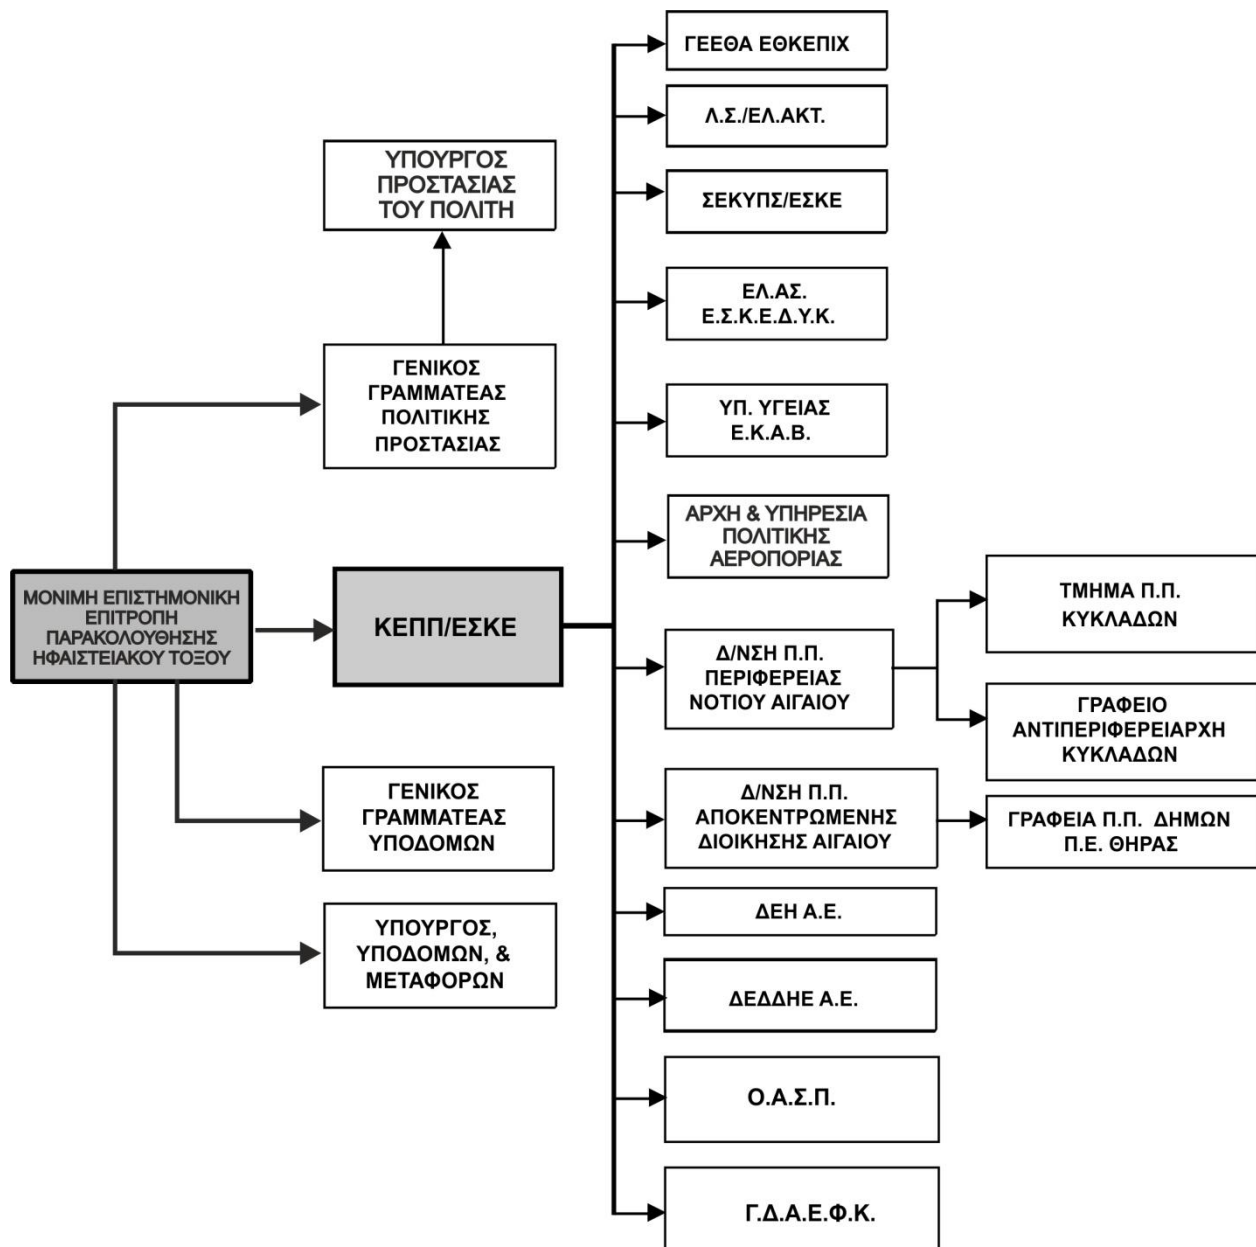 ΜΟΝΙΜΗ ΕΠΙΣΤΗΜΟΝΙΚΗ
ΕΠΙΤΡΟΠΗ
ΠΑΡΑΚΟΛΟΥΘΗΣΗΣ
ΗΦΑΙΣΤΕΙΑΚΟΥ ΤΟΞΟΥ
ΥΠΟΥΡΓΟΣ
ΠΡΟΣΤΑΣΙΑΣ
ΤΟΥ ΠΟΛΙΤΗ
ΓΕΝΙΚΟΣ
ΓΡΑΜΜΑΤΕΑΣ
ΠΟΛΙΤΙΚΗΣ
ΠΡΟΣΤΑΣΙΑΣ
ΚΕΠΠ/ΕΣΚΕ
ΓΕΝΙΚΟΣ
ΓΡΑΜΜΑΤΕΑΣ
ΥΠΟΔΟΜΩΝ
ΥΠΟΥΡΓΟΣ,
ΥΠΟΔΟΜΩΝ, &
ΜΕΤΑΦΟΡΩΝ
ΓΕΕΘΑ ΕΘΚΕΠΙΧ
Λ.Σ./ΕΛ.ΑΚΤ.
ΣΕΚΥΠΣ/ΕΣΚΕ
ΕΛ.ΑΣ.
Ε.Σ.Κ.Ε.Δ.Υ.Κ.
ΥΠ. ΥΓΕΙΑΣ
Ε.Κ.Α.Β.
ΑΡΧΗ & ΥΠΗΡΕΣΙΑ
ΠΟΛΙΤΙΚΗΣ
ΑΕΡΟΠΟΡΙΑΣ
Δ/ΝΣΗ Π.Π.
ΠΕΡΙΦΕΡΕΙΑΣ
ΝΟΤΙΟΥ ΑΙΓΑΙΟΥ
ΤΜΗΜΑ Π.Π.
ΚΥΚΛΑΔΩΝ
ΓΡΑΦΕΙΟ
ΑΝΤΙΠΕΡΙΦΕΡΕΙΑΡΧΗ
ΚΥΚΛΑΔΩΝ
Δ/ΝΣΗ Π.Π.
ΑΠΟΚΕΝΤΡΩΜΕΝΗΣ
ΔΙΟΙΚΗΣΗΣ ΑΙΓΑΙΟΥ
ΓΡΑΦΕΙΑ Π.Π. ΔΗΜΩΝ
Π.Ε. ΘΗΡΑΣ
ΔΕΗ Α.Ε.
ΔΕΔΔΗΕ Α.Ε.
Ο.Α.Σ.Π.
Γ.Δ.Α.Ε.Φ.Κ.